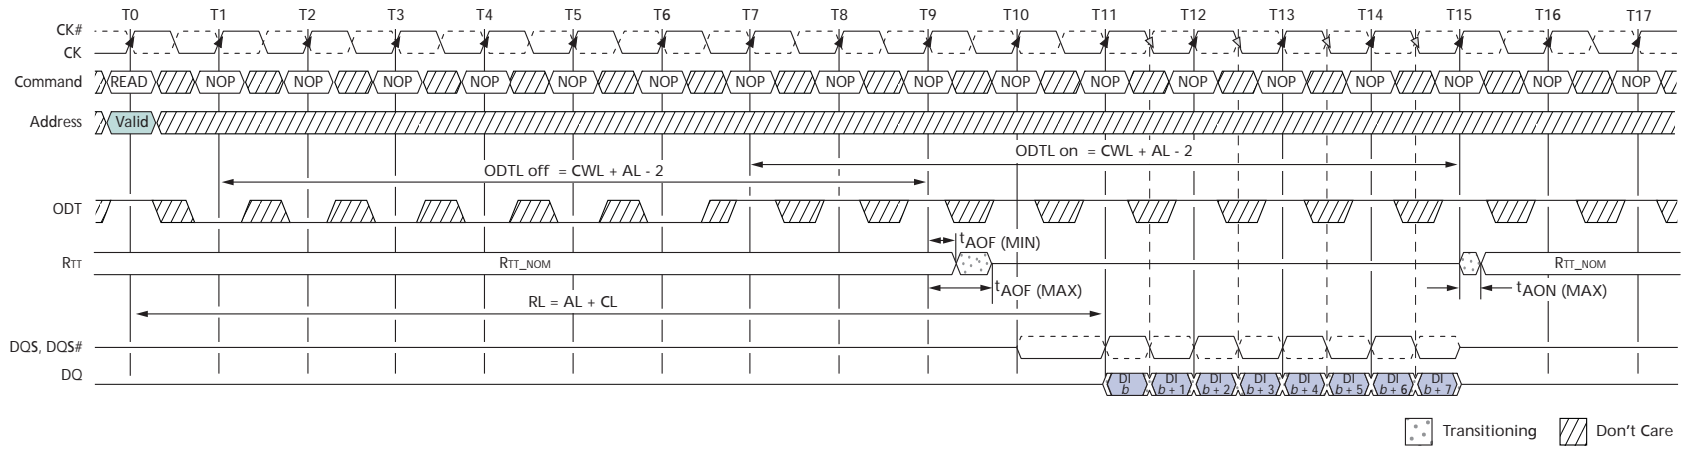 T0 T1 T2 T3 T4 T5 T6 T7 T8 T9 T10 T11 T12 T13 T14 T15 T16 T17
CK#
CK
Command READ NOP NOP NOP NOP NOP NOP NOP NOP NOP NOP NOP NOP NOP NOP NOP NOP NOP
Address Valid
ODTL on = CWL + AL - 2
ODTL off = CWL + AL - 2
ODT
tAOF (MIN)
RTT RTT_NOM RTT_NOM
tAOF (MAX) tAON (MAX)
RL = AL + CL
DQS, DQS#
DQ DI b DI b + 1 DI b + 2 DI b + 3 DI b + 4 DI b + 5 DI b + 6 DI b + 7
Transitioning Don't Care